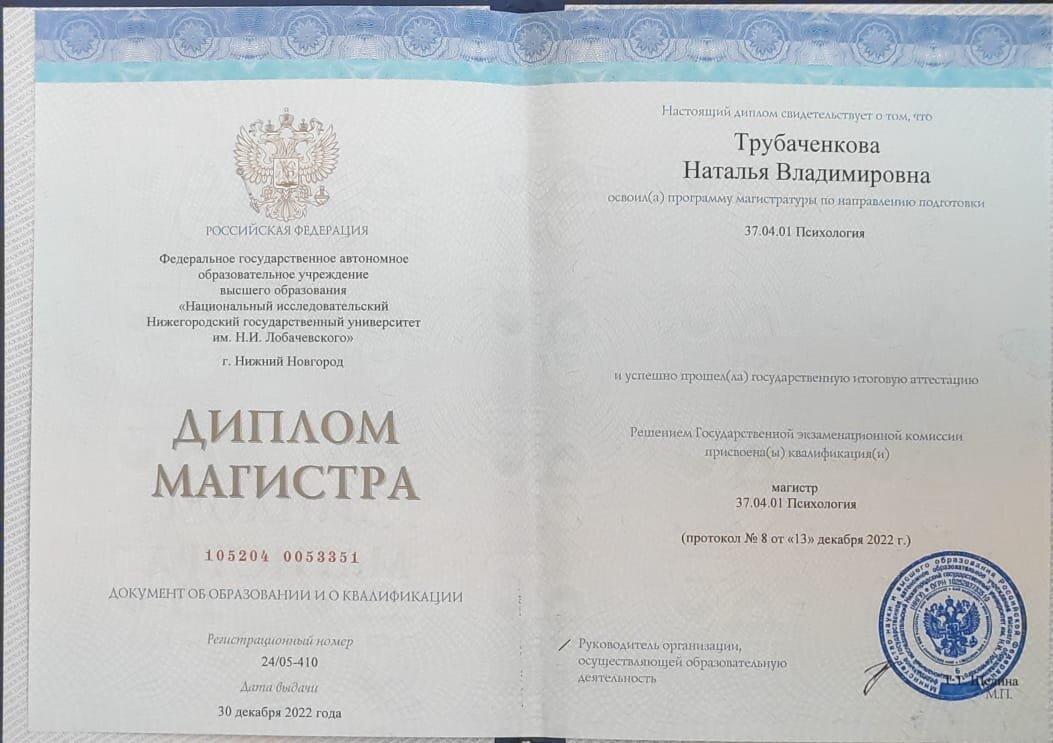 РОССИЙСКАЯ ФЕДЕРАЦИЯ
Федеральное государственное автономное
образовательное учреждение
высшего образования
«Национальный исследовательский
Нижегородский государственный университет
им. Н.И. Лобачевского»
г. Нижний Новгород
ДИПЛОМ
МАГИСТРА
105204 0053351
ДОКУМЕНТ ОБ ОБРАЗОВАНИИ И О КВАЛИФИКАЦИИ
Регистрационный номер
24/05-410
Дата выдачи
30 декабря 2022 года
Настоящий диплом свидетельствует о том, что
Трубаченкова
Наталья Владимировна
освоил(а) программу магистратуры по направлению подготовки
37.04.01 Психология
и успешно прошел(ла) государственную итоговую аттестацию
Решением Государственной экзаменационной комиссии
присвоена(ы) квалификация(и)
магистр
37.04.01 Психология
(протокол № 8 от «13» декабря 2022 г.)
Руководитель организации,
осуществляющей образовательную
деятельность
М.П.